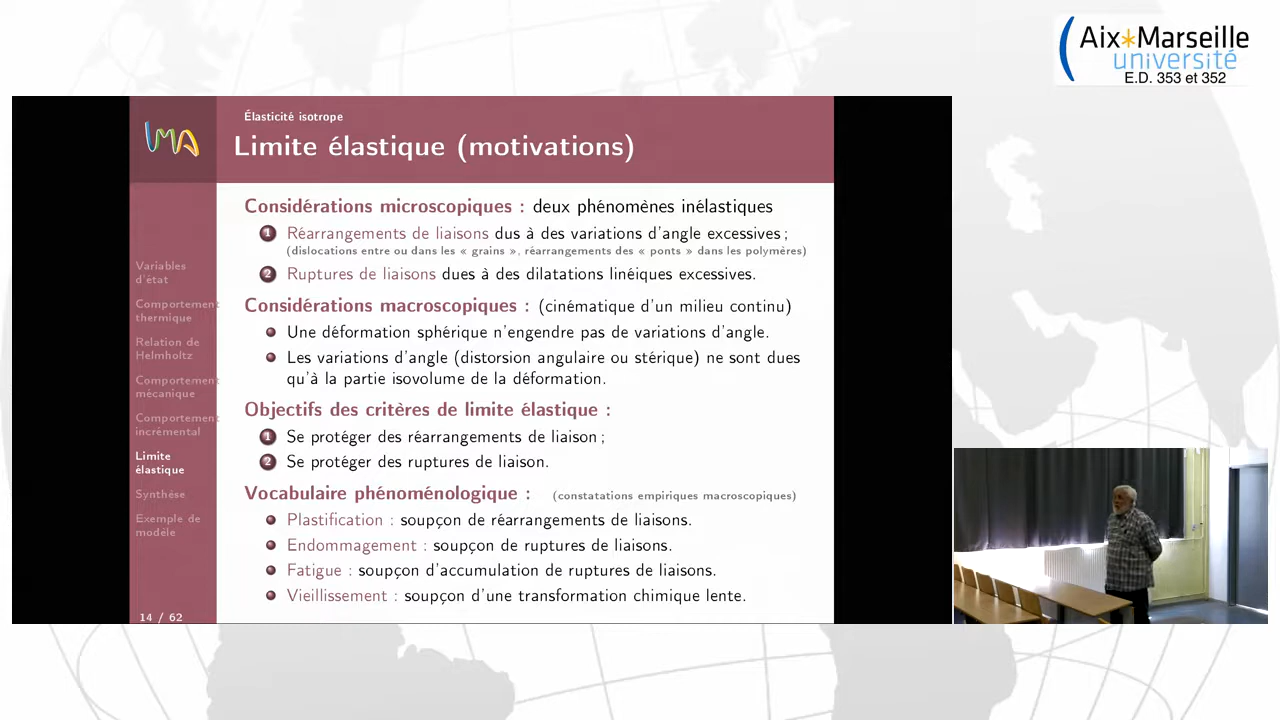 Aix*Marseille
université
E.D. 353 et 352
LMA
Élasticité isotrope
Limite élastique (motivations)
Variables
d'état
Comportement
thermique
Relation de
Helmholtz
Comportement
mécanique
Comportement
incrémental
Limite
élastique
Synthèse
Exemple de
modèle
14 / 62
Considérations microscopiques : deux phénomènes inélastiques
1 Réarrangements de liaisons dus à des variations d'angle excessives ;
(dislocations entre ou dans les « grains », réarrangements des « ponts » dans les polymères)
2 Ruptures de liaisons dues à des dilatations linéiques excessives.
Considérations macroscopiques : (cinématique d'un milieu continu)
Une déformation sphérique n'engendre pas de variations d'angle.
Les variations d'angle (distorsion angulaire ou stérique) ne sont dues
qu'à la partie isovolume de la déformation.
Objectifs des critères de limite élastique :
1 Se protéger des réarrangements de liaison ;
2 Se protéger des ruptures de liaison.
Vocabulaire phénoménologique : (constatations empiriques macroscopiques)
Plastification : soupçon de réarrangements de liaisons.
Endommagement : soupçon de ruptures de liaisons.
Fatigue : soupçon d'accumulation de ruptures de liaisons.
Vieillissement : soupçon d'une transformation chimique lente.